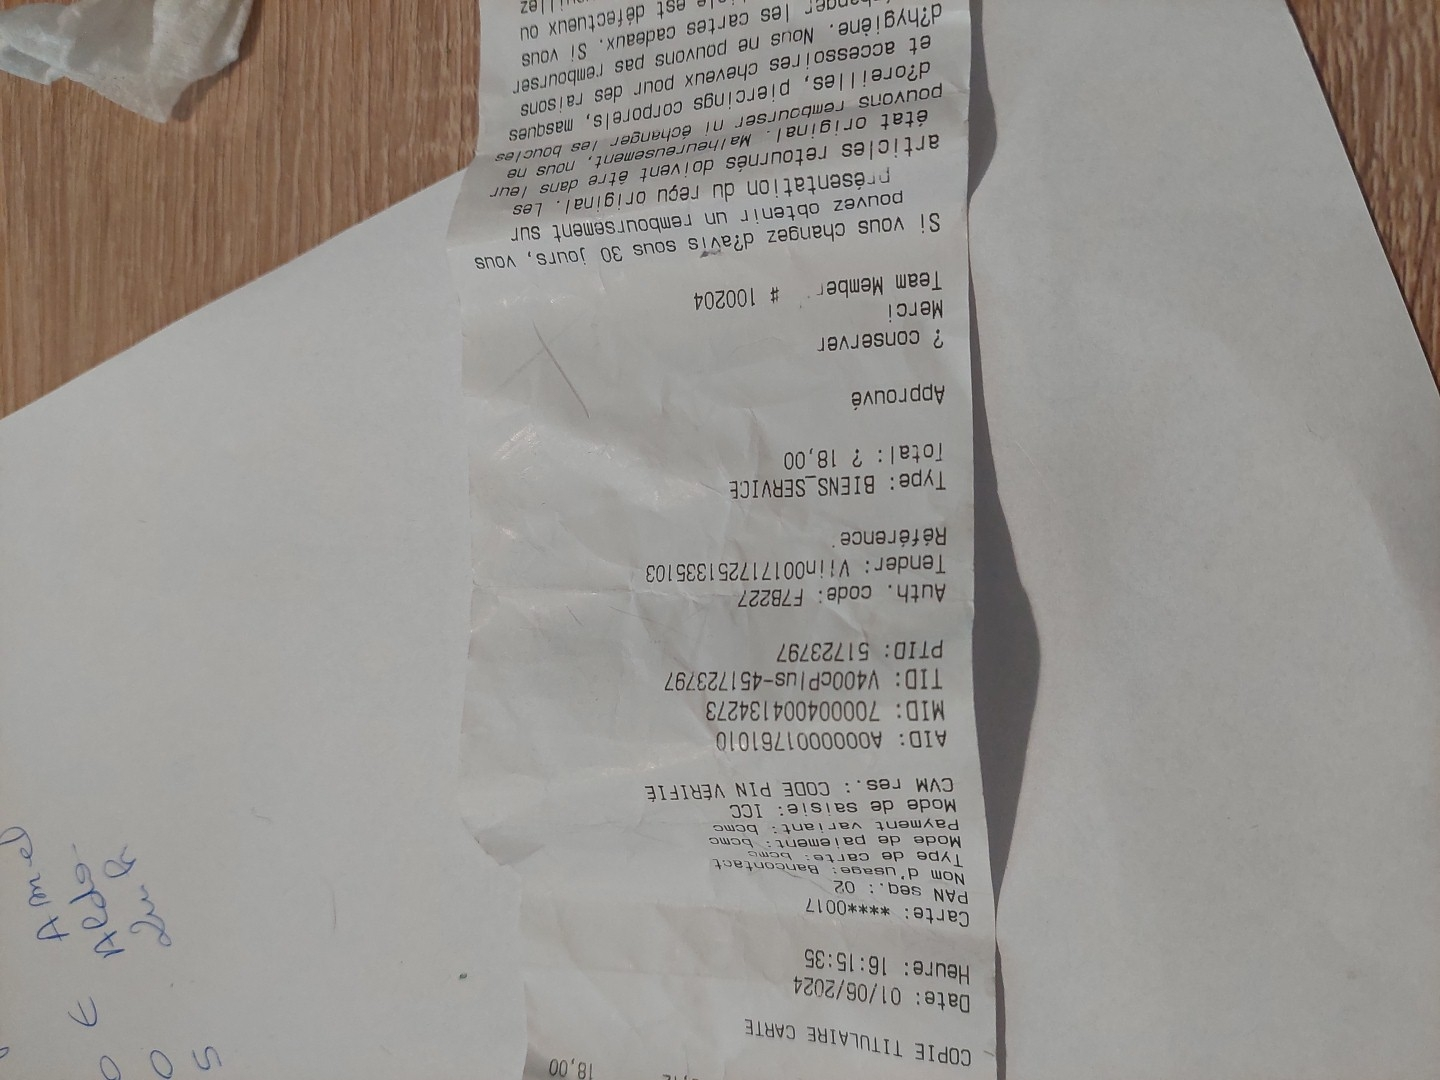 18,00
COPIE TITULAIRE CARTE
Date: 01/06/2024
Heure: 16:15:35
Carte: ****0017
PAN seq.: 02
Nom d'usage: Bancontact
Type de carte: bcmc
Mode de paiement: bcmc
Payment variant: bcmc
Mode de saisie: ICC
CVM res.: CODE PIN VÉRIFIÉ
AID: A0000001761010
MID: 700004004134273
TID: V400cPlus-451723797
PTID: 51723797
Auth. code: F7B227
Tender: Viin001717251335103
Référence
Type: BIENS_SERVICE
Total: ? 18,00
Approuvé
? conserver
Merci
Team Member # 100204
Si vous changez d?avis sous 30 jours, vous
pouvez obtenir un remboursement sur
présentation du reçu original. Les
articles retournés doivent être dans leur
état original. Malheureusement, nous ne
pouvons rembourser ni échanger les boucles
d?oreilles, piercings corporels, masques
et accessoires cheveux pour des raisons
d?hygiène. Nous ne pouvons pas rembourser
les cartes cadeaux. Si vous
est défectueux ou